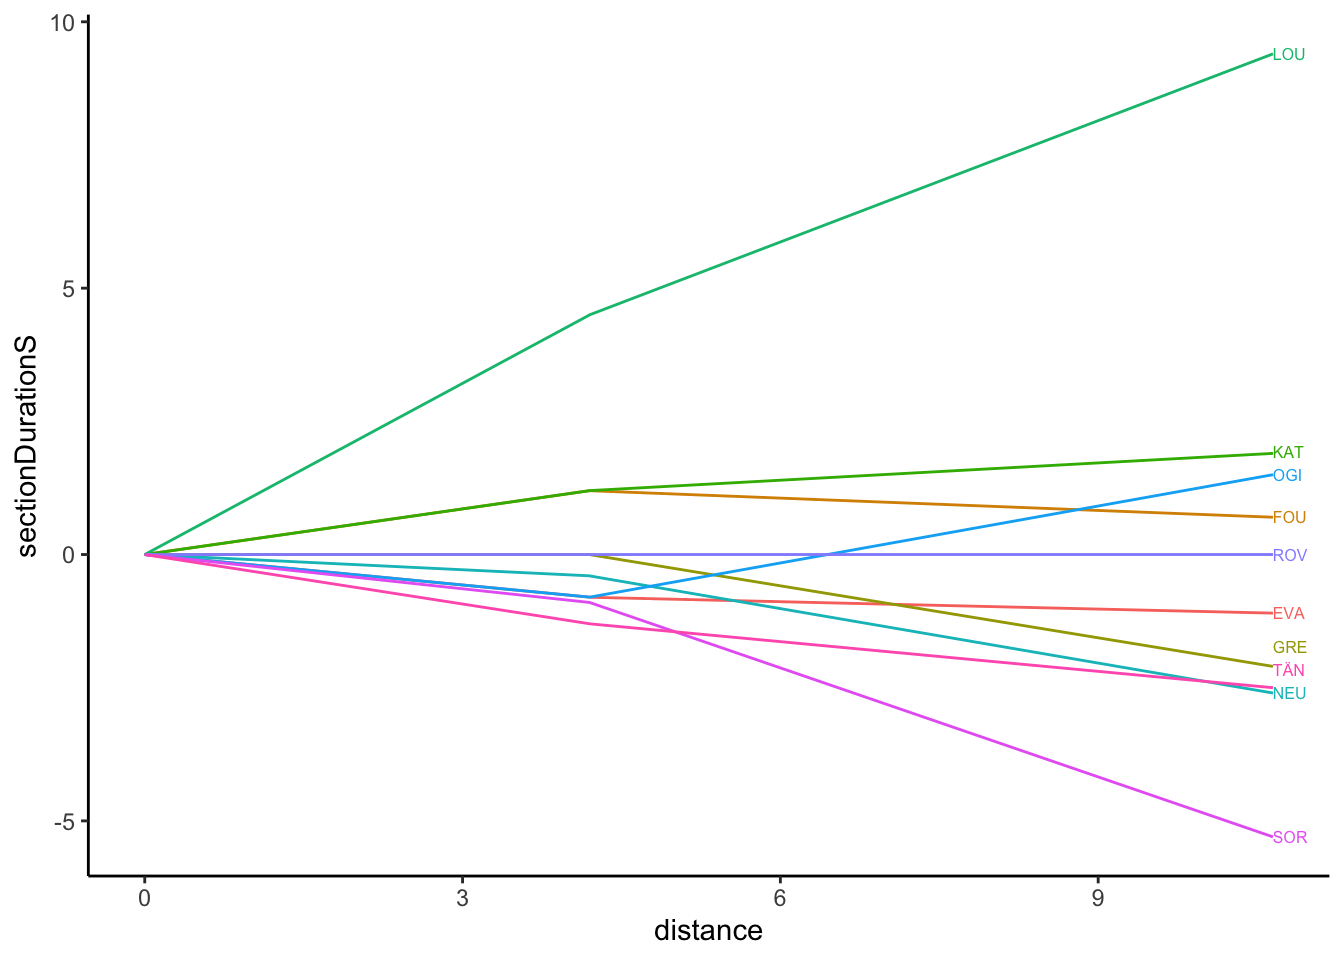 10
LOU
5
KAT
OGI
FOU
0
ROV
EVA
GRE
TÄN
NEU
-5
SOR
0 3 6 9
distance
sectionDurationS